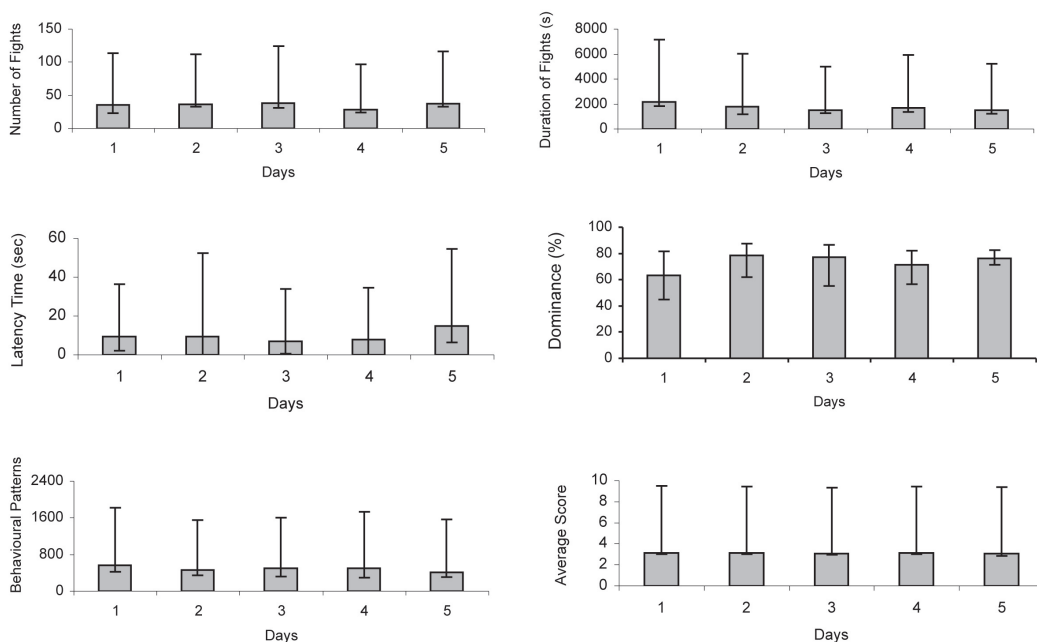 Number of Fights
150
100
50
0
1 2 3 4 5
Days
Duration of Fights (s)
8000
6000
4000
2000
0
1 2 3 4 5
Days
Latency Time (sec)
60
40
20
0
1 2 3 4 5
Days
Dominance (%)
100
80
60
40
20
0
1 2 3 4 5
Days
Behavioural Patterns
2400
1600
800
0
1 2 3 4 5
Days
Average Score
10
8
6
4
2
0
1 2 3 4 5
Days